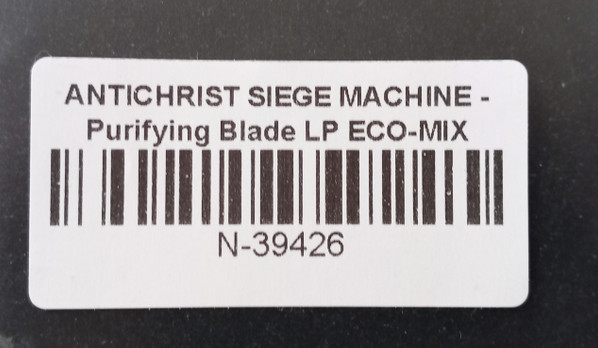 ANTICHRIST SIEGE MACHINE -
Purifying Blade LP ECO-MIX
N-39426